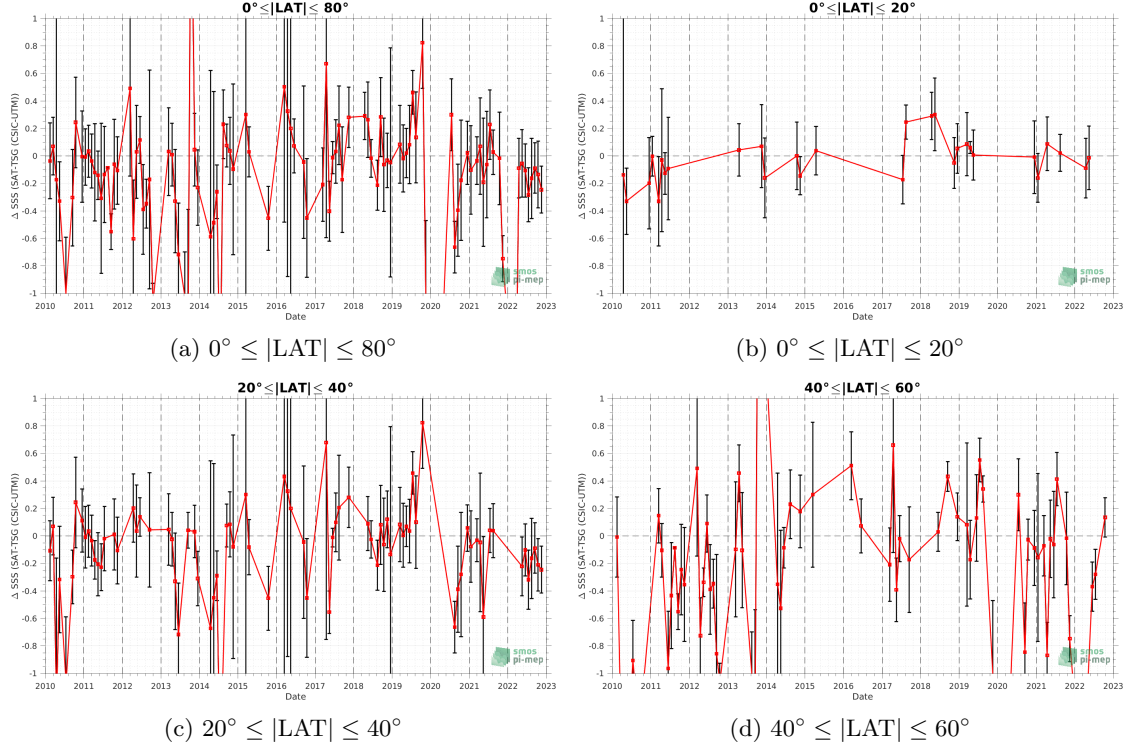 0°≤|LAT|≤ 80°
Δ SSS (SAT-TSG (CSIC-UTM))
1
0.8
0.6
0.4
0.2
0
-0.2
-0.4
-0.6
-0.8
-1
2010 2011 2012 2013 2014 2015 2016 2017 2018 2019 2020 2021 2022 2023
Date
smos
pi-mep
(a) 0° ≤ |LAT| ≤ 80°
0°≤|LAT|≤ 20°
Δ SSS (SAT-TSG (CSIC-UTM))
1
0.8
0.6
0.4
0.2
0
-0.2
-0.4
-0.6
-0.8
-1
2010 2011 2012 2013 2014 2015 2016 2017 2018 2019 2020 2021 2022 2023
Date
smos
pi-mep
(b) 0° ≤ |LAT| ≤ 20°
20°≤|LAT|≤ 40°
Δ SSS (SAT-TSG (CSIC-UTM))
1
0.8
0.6
0.4
0.2
0
-0.2
-0.4
-0.6
-0.8
-1
2010 2011 2012 2013 2014 2015 2016 2017 2018 2019 2020 2021 2022 2023
Date
smos
pi-mep
(c) 20° ≤ |LAT| ≤ 40°
40°≤|LAT|≤ 60°
Δ SSS (SAT-TSG (CSIC-UTM))
1
0.8
0.6
0.4
0.2
0
-0.2
-0.4
-0.6
-0.8
-1
2010 2011 2012 2013 2014 2015 2016 2017 2018 2019 2020 2021 2022 2023
Date
smos
pi-mep
(d) 40° ≤ |LAT| ≤ 60°